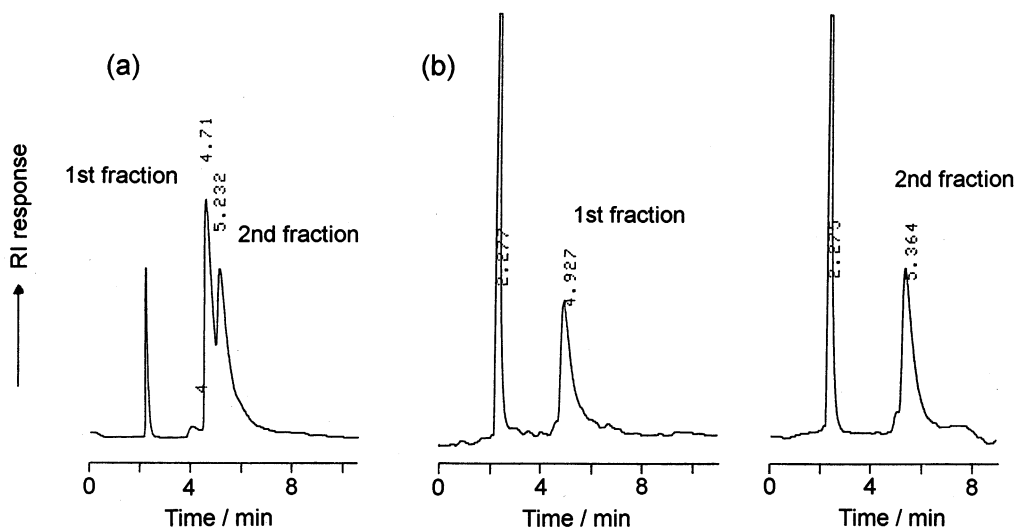 (a)
RI response
1st fraction
4.71
5.232
2nd fraction
4
0 4 8
Time / min
(b)
2.277
1st fraction
4.927
0 4 8
Time / min
2.275
2nd fraction
5.364
0 4 8
Time / min